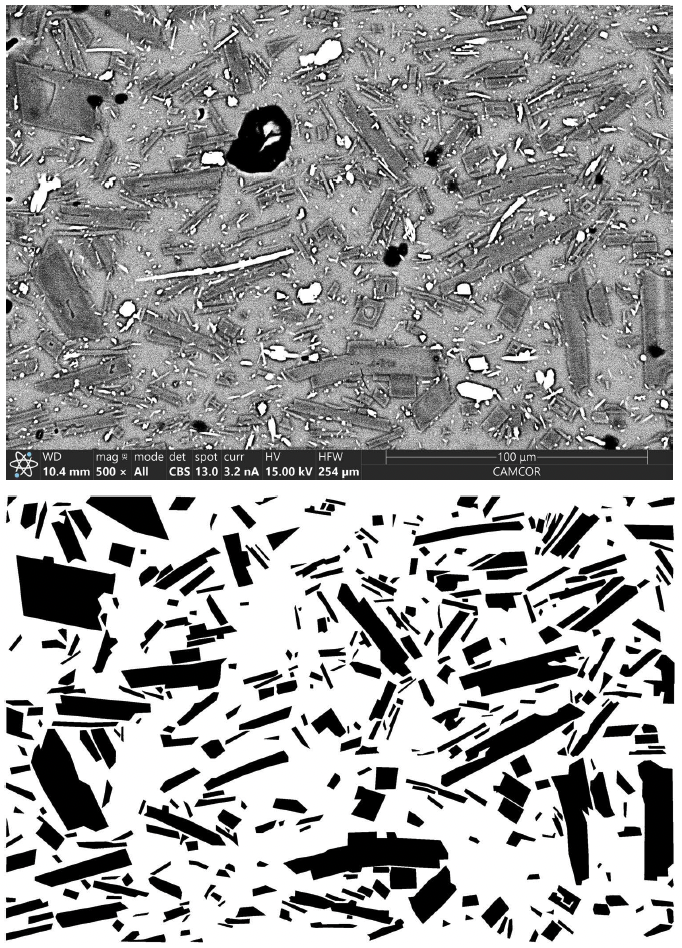 WD mag ⊞ mode det spot curr HV HFW
10.4 mm 500 × All CBS 13.0 3.2 nA 15.00 kV 254 µm
100 µm
CAMCOR